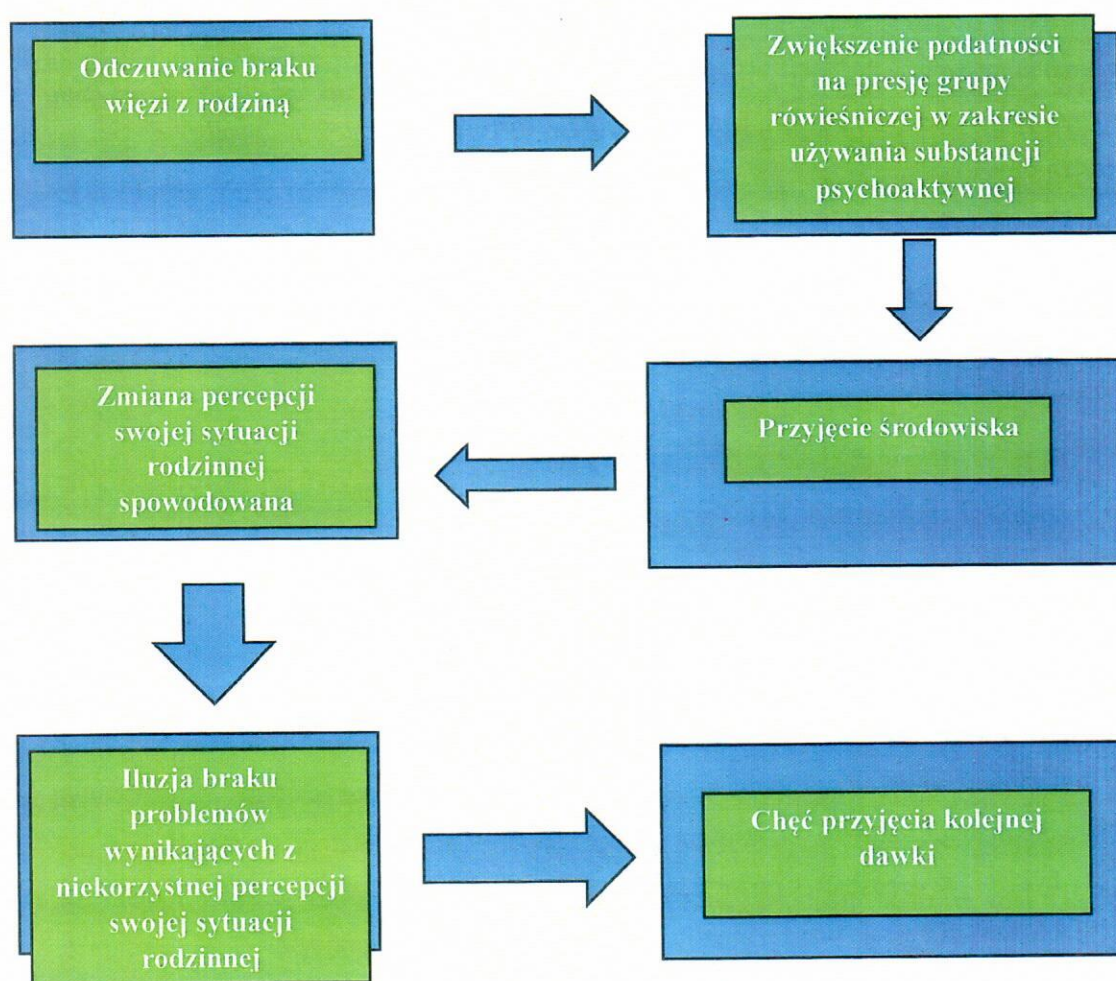 Odczuwanie braku
więzi z rodziną
Zwiększenie podatności
na presję grupy
rówieśniczej w zakresie
używania substancji
psychoaktywnej
Przyjęcie środowiska
Zmiana percepcji
swojej sytuacji
rodzinnej
spowodowana
Iluzja braku
problemów
wynikających z
niekorzystnej percepcji
swojej sytuacji
rodzinnej
Chęć przyjęcia kolejnej
dawki